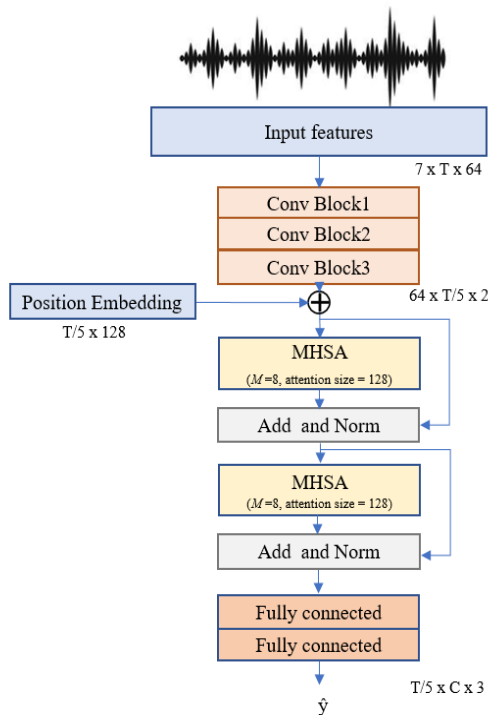 Input features
7 x T x 64
Conv Block1
Conv Block2
Conv Block3
64 x T/5 x 2
Position Embedding
T/5 x 128
MHSA
(M=8, attention size = 128)
Add and Norm
MHSA
(M=8, attention size = 128)
Add and Norm
Fully connected
Fully connected
T/5 x C x 3
ŷ